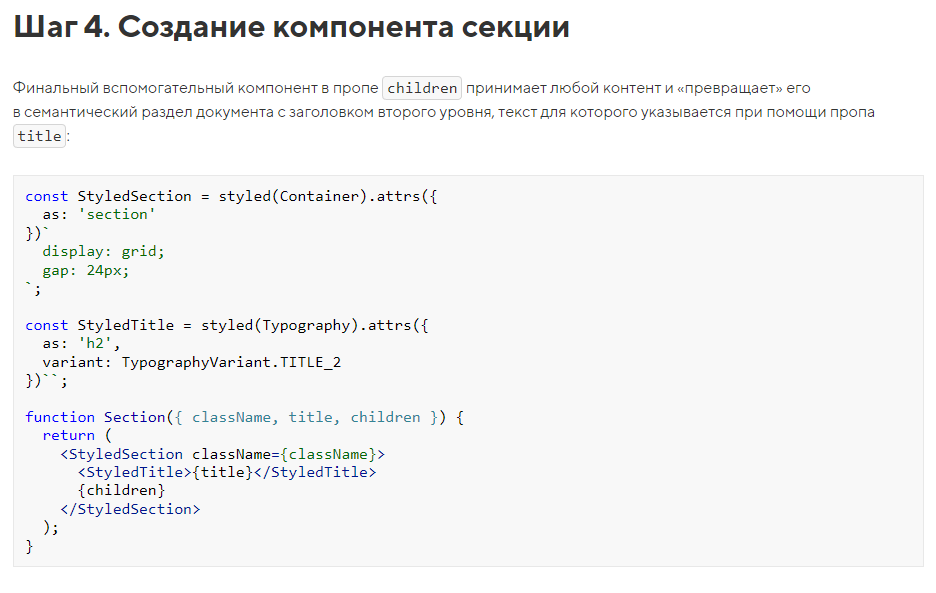 Шаг 4. Создание компонента секции
Финальный вспомогательный компонент в пропе children принимает любой контент и «превращает» его
в семантический раздел документа с заголовком второго уровня, текст для которого указывается при помощи пропа
title:
const StyledSection = styled(Container).attrs({
  as: 'section'
})`
  display: grid;
  gap: 24px;
`;
const StyledTitle = styled(Typography).attrs({
  as: 'h2',
  variant: TypographyVariant.TITLE_2
})``;
function Section({ className, title, children }) {
  return (
    <StyledSection className={className}>
      <StyledTitle>{title}</StyledTitle>
      {children}
    </StyledSection>
  );
}